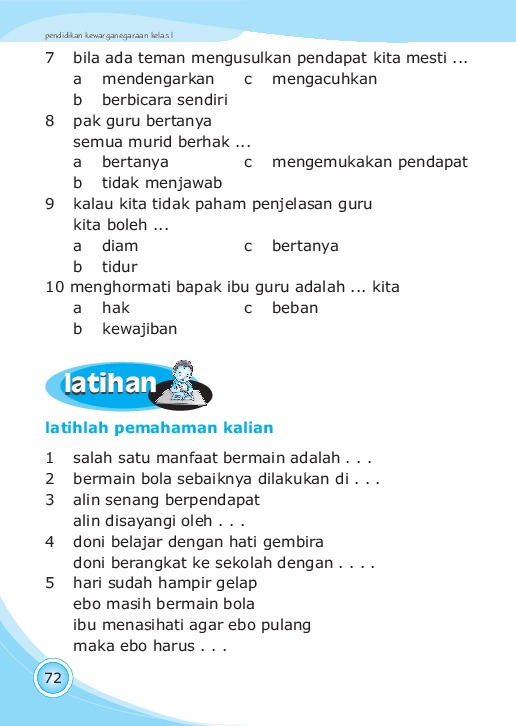 pendidikan kewarganegaraan kelas I
7 bila ada teman mengusulkan pendapat kita mesti ...
a mendengarkan c mengacuhkan
b berbicara sendiri
8 pak guru bertanya
semua murid berhak ...
a bertanya c mengemukakan pendapat
b tidak menjawab
9 kalau kita tidak paham penjelasan guru
kita boleh ...
a diam c bertanya
b tidur
10 menghormati bapak ibu guru adalah ... kita
a hak c beban
b kewajiban
latihan
latihlah pemahaman kalian
1 salah satu manfaat bermain adalah . . .
2 bermain bola sebaiknya dilakukan di . . .
3 alin senang berpendapat
alin disayangi oleh . . .
4 doni belajar dengan hati gembira
doni berangkat ke sekolah dengan . . . .
5 hari sudah hampir gelap
ebo masih bermain bola
ibu menasihati agar ebo pulang
maka ebo harus . . .
72